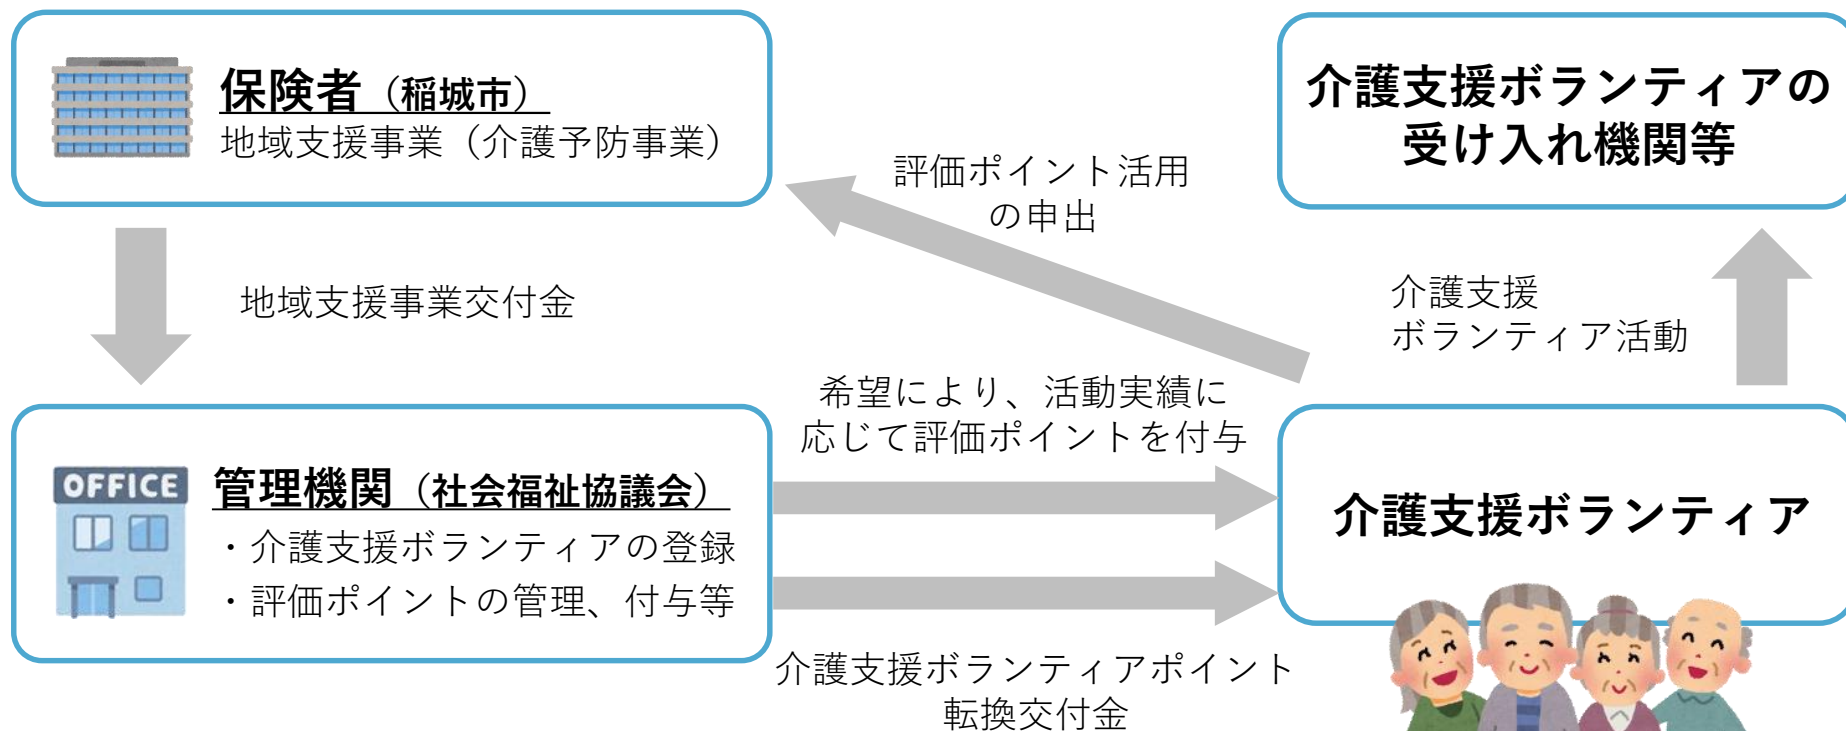 保険者（稲城市）
地域支援事業（介護予防事業）
介護支援ボランティアの
受け入れ機関等
評価ポイント活用
の申出
地域支援事業交付金
介護支援
ボランティア活動
希望により、活動実績に
応じて評価ポイントを付与
OFFICE
管理機関（社会福祉協議会）
・介護支援ボランティアの登録
・評価ポイントの管理、付与等
介護支援ボランティア
介護支援ボランティアポイント
転換交付金